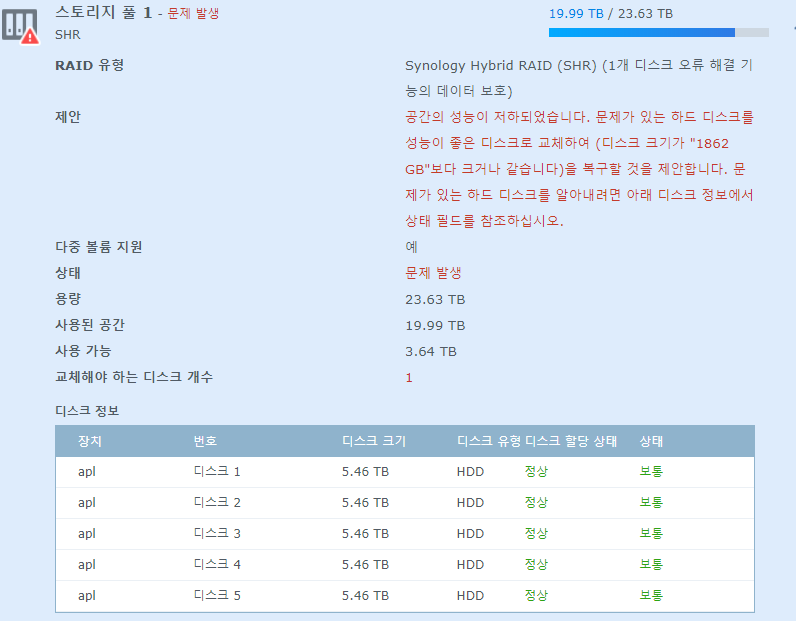 스토리지 풀 1 - 문제 발생
19.99 TB / 23.63 TB
SHR
RAID 유형 Synology Hybrid RAID (SHR) (1개 디스크 오류 해결 기
능의 데이터 보호)
제안 공간의 성능이 저하되었습니다. 문제가 있는 하드 디스크를
성능이 좋은 디스크로 교체하여 (디스크 크기가 "1862
GB"보다 크거나 같습니다)을 복구할 것을 제안합니다. 문
제가 있는 하드 디스크를 알아내려면 아래 디스크 정보에서
상태 필드를 참조하십시오.
다중 볼륨 지원 예
상태 문제 발생
용량 23.63 TB
사용된 공간 19.99 TB
사용 가능 3.64 TB
교체해야 하는 디스크 개수 1
디스크 정보
장치 번호 디스크 크기 디스크 유형 디스크 할당 상태 상태
apl 디스크 1 5.46 TB HDD 정상 보통
apl 디스크 2 5.46 TB HDD 정상 보통
apl 디스크 3 5.46 TB HDD 정상 보통
apl 디스크 4 5.46 TB HDD 정상 보통
apl 디스크 5 5.46 TB HDD 정상 보통